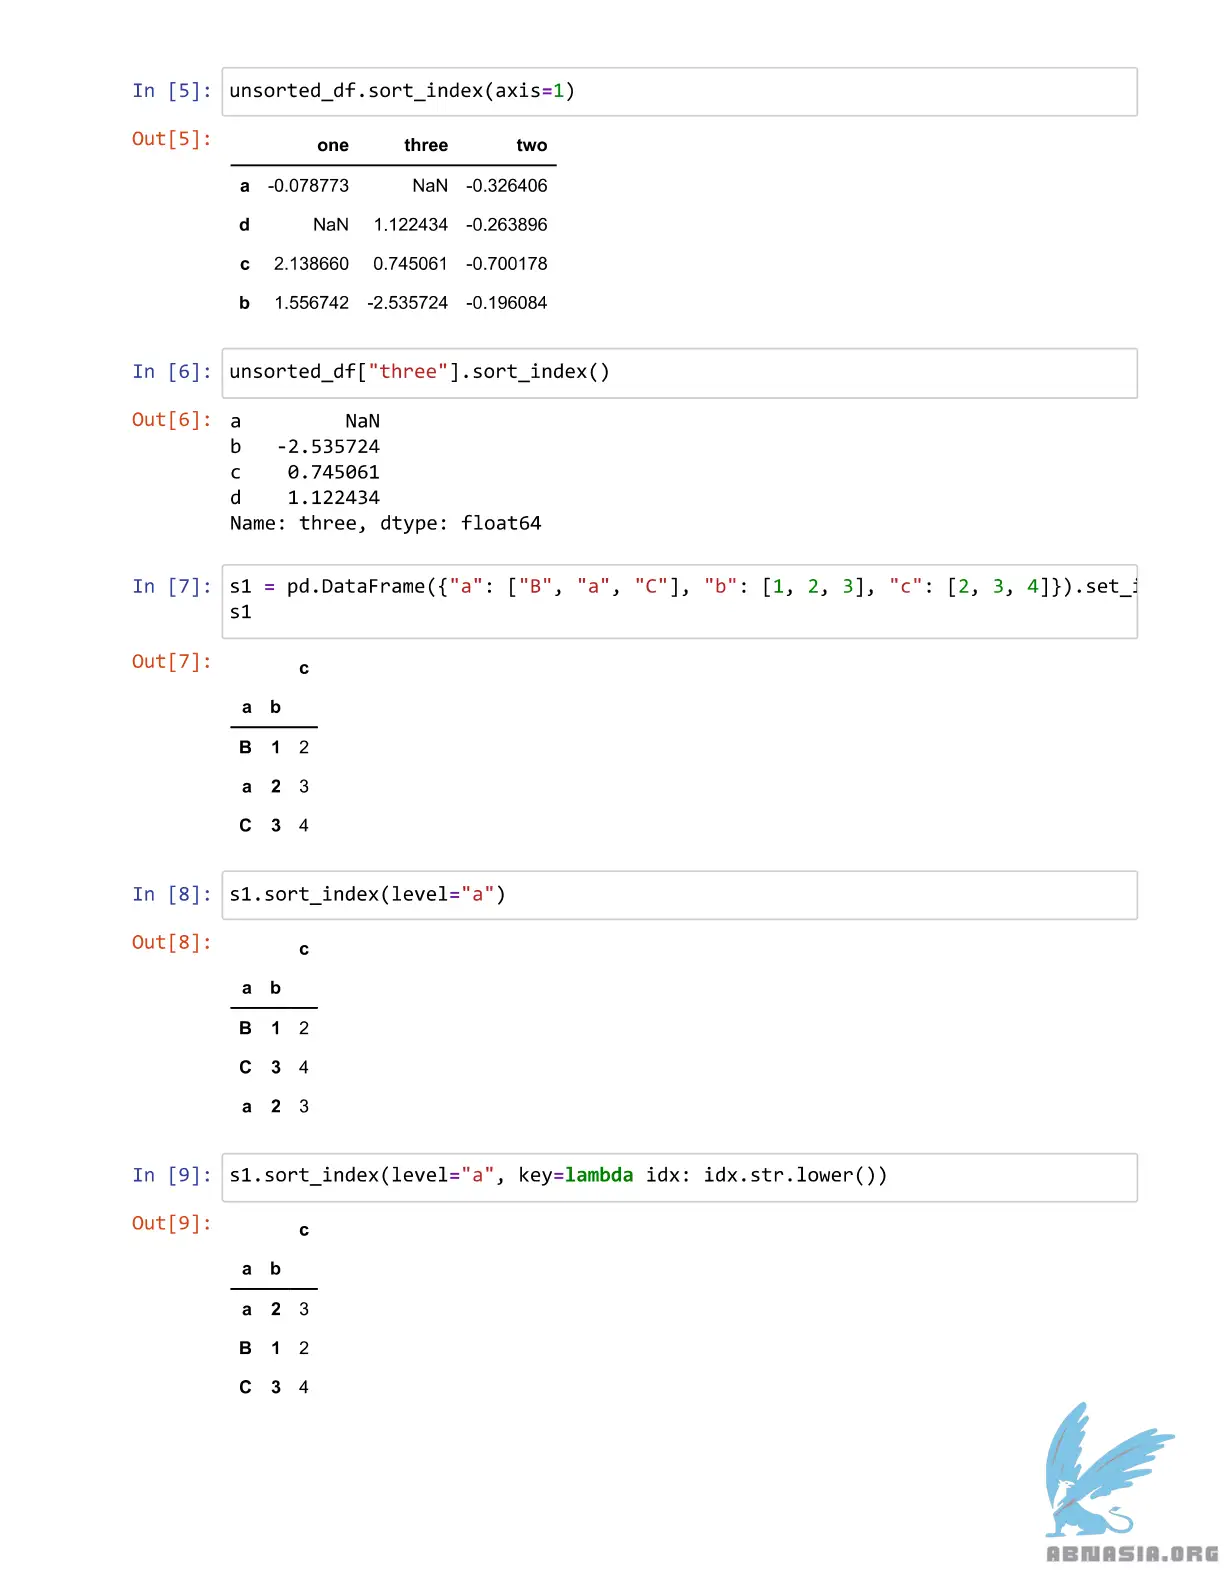 In [5]: unsorted_df.sort_index(axis=1)
Out[5]:
one three two
a -0.078773 NaN -0.326406
d NaN 1.122434 -0.263896
c 2.138660 0.745061 -0.700178
b 1.556742 -2.535724 -0.196084
In [6]: unsorted_df["three"].sort_index()
Out[6]: a NaN
b -2.535724
c 0.745061
d 1.122434
Name: three, dtype: float64
In [7]: s1 = pd.DataFrame({"a": ["B", "a", "C"], "b": [1, 2, 3], "c": [2, 3, 4]}).set_i
s1
Out[7]:
c
a b
B 1 2
a 2 3
C 3 4
In [8]: s1.sort_index(level="a")
Out[8]:
c
a b
B 1 2
C 3 4
a 2 3
In [9]: s1.sort_index(level="a", key=lambda idx: idx.str.lower())
Out[9]:
c
a b
a 2 3
B 1 2
C 3 4
ABNASIA.ORG